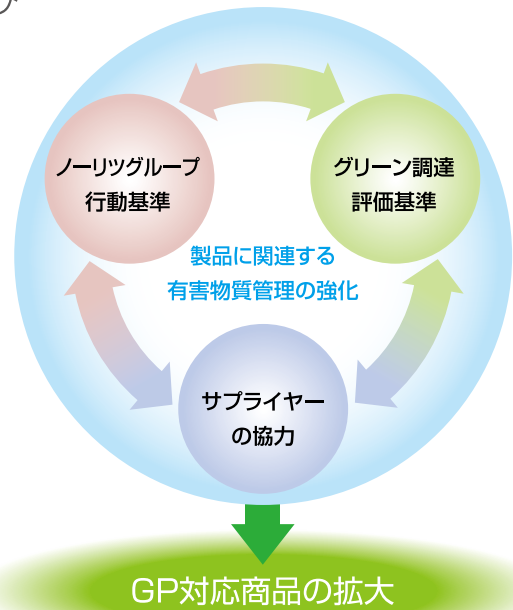 ノーリツグループ
行動基準
グリーン調達
評価基準
製品に関連する
有害物質管理の強化
サプライヤー
の協力
GP対応商品の拡大